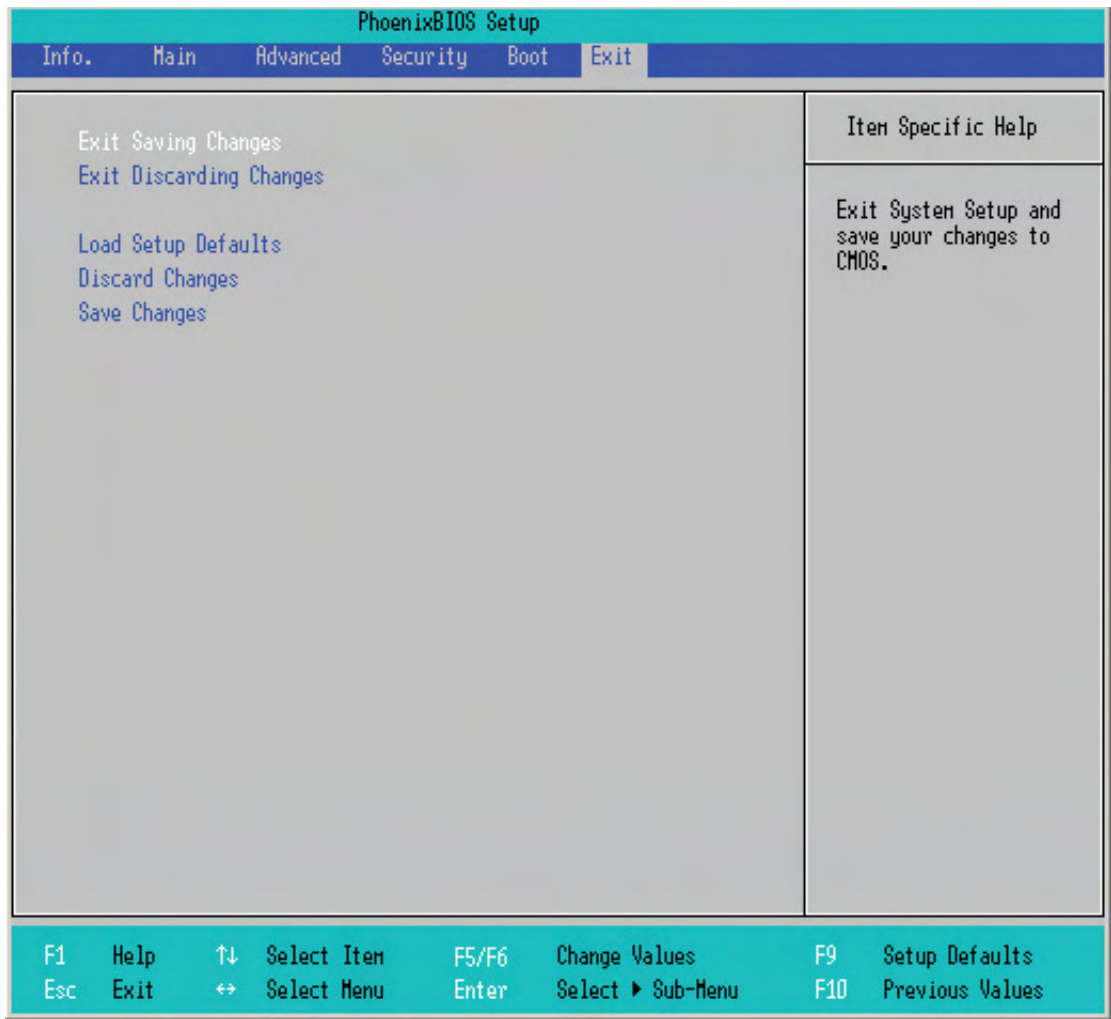 PhoenixBIOS Setup
Info. Main Advanced Security Boot Exit
Exit Saving Changes
Exit Discarding Changes
Load Setup Defaults
Discard Changes
Save Changes
Item Specific Help
Exit System Setup and
save your changes to
CMOS.
F1 Help ↑↓ Select Item F5/F6 Change Values F9 Setup Defaults
Esc Exit ↔ Select Menu Enter Select ▶ Sub-Menu F10 Previous Values